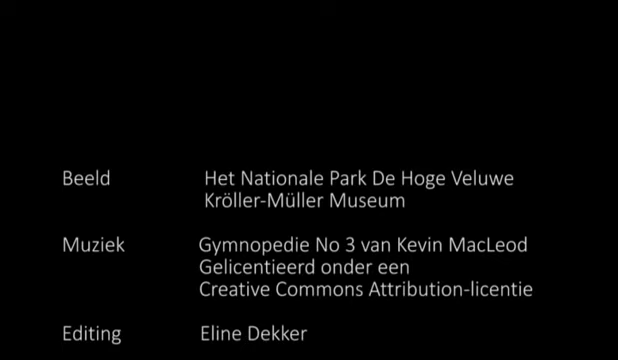 Beeld Het Nationale Park De Hoge Veluwe
Kröller-Müller Museum
Muziek Gymnopedie No 3 van Kevin MacLeod
Gelicentieerd onder een
Creative Commons Attribution-licentie
Editing Eline Dekker